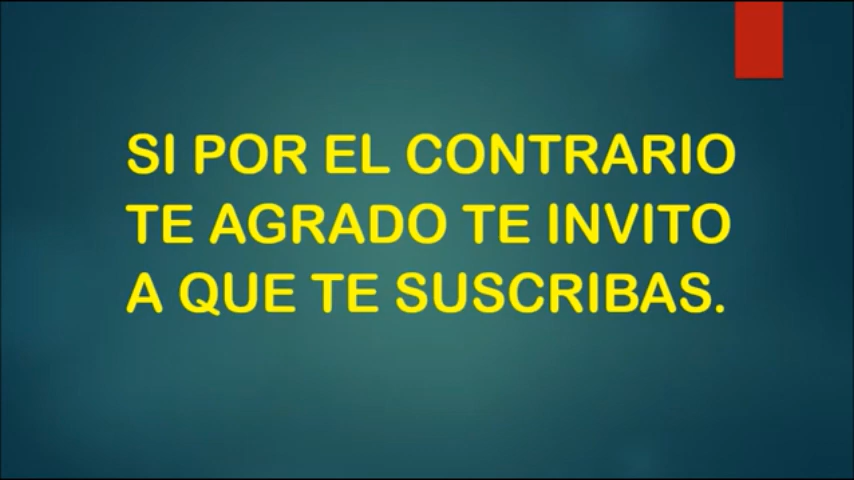 SI POR EL CONTRARIO
TE AGRADO TE INVITO
A QUE TE SUSCRIBAS.